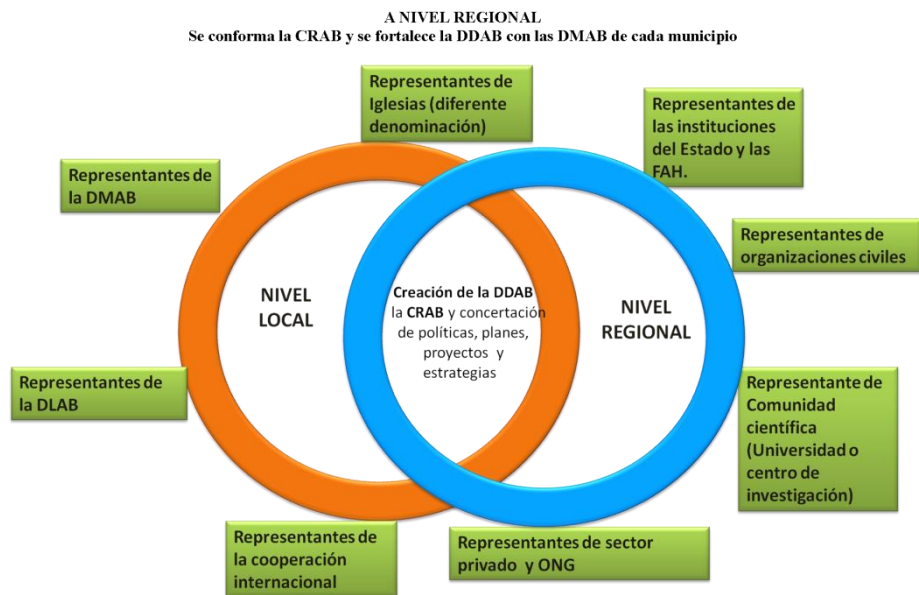 A NIVEL REGIONAL
Se conforma la CRAB y se fortalece la DDAB con las DMAB de cada municipio
Representantes de
Iglesias (diferente
denominación)
Representantes de
las instituciones
del Estado y las
FAH.
Representantes de
la DMAB
Representantes de
organizaciones civiles
NIVEL
LOCAL
Creación de la DDAB
la CRAB y concertación
de políticas, planes,
proyectos y
estrategias
NIVEL
REGIONAL
Representantes de
la DLAB
Representante de
Comunidad
científica
(Universidad o
centro de
investigación)
Representantes de
la cooperación
internacional
Representantes de sector
privado y ONG